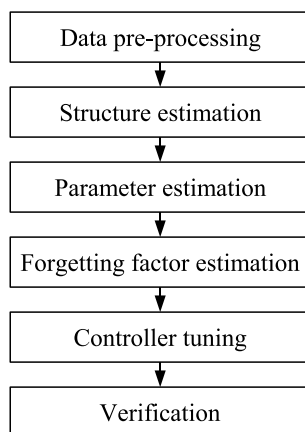 Data pre-processing
Structure estimation
Parameter estimation
Forgetting factor estimation
Controller tuning
Verification